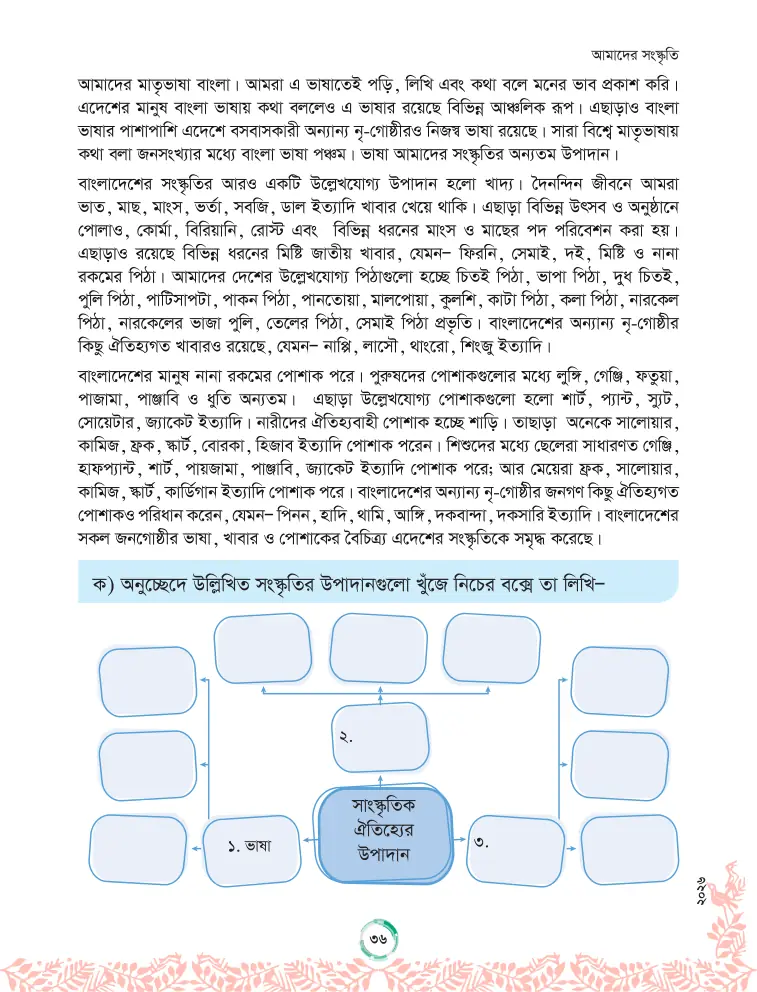 আমাদের সংস্কৃতি
আমাদের মাতৃভাষা বাংলা। আমরা এ ভাষাতেই পড়ি, লিখি এবং কথা বলে মনের ভাব প্রকাশ করি।
এদেশের মানুষ বাংলা ভাষায় কথা বললেও এ ভাষার রয়েছে বিভিন্ন আঞ্চলিক রূপ। এছাড়াও বাংলা
ভাষার পাশাপাশি এদেশে বসবাসকারী অন্যান্য নৃ-গোষ্ঠীরও নিজস্ব ভাষা রয়েছে। সারা বিশ্বে মাতৃভাষায়
কথা বলা জনসংখ্যার মধ্যে বাংলা ভাষা পঞ্চম। ভাষা আমাদের সংস্কৃতির অন্যতম উপাদান।
বাংলাদেশের সংস্কৃতির আরও একটি উল্লেখযোগ্য উপাদান হলো খাদ্য। দৈনন্দিন জীবনে আমরা
ভাত, মাছ, মাংস, ভর্তা, সবজি, ডাল ইত্যাদি খাবার খেয়ে থাকি। এছাড়া বিভিন্ন উৎসব ও অনুষ্ঠানে
পোলাও, কোর্মা, বিরিয়ানি, রোস্ট এবং বিভিন্ন ধরনের মাংস ও মাছের পদ পরিবেশন করা হয়।
এছাড়াও রয়েছে বিভিন্ন ধরনের মিষ্টি জাতীয় খাবার, যেমন– ফিরনি, সেমাই, দই, মিষ্টি ও নানা
রকমের পিঠা। আমাদের দেশের উল্লেখযোগ্য পিঠাগুলো হচ্ছে চিতই পিঠা, ভাপা পিঠা, দুধ চিতই,
পুলি পিঠা, পাটিসাপটা, পাকন পিঠা, পানতোয়া, মালপোয়া, কুলশি, কাটা পিঠা, কলা পিঠা, নারকেল
পিঠা, নারকেলের ভাজা পুলি, তেলের পিঠা, সেমাই পিঠা প্রভৃতি। বাংলাদেশের অন্যান্য নৃ-গোষ্ঠীর
কিছু ঐতিহ্যগত খাবারও রয়েছে, যেমন– নাপ্পি, লাসৌ, থাংরো, শিংজু ইত্যাদি।
বাংলাদেশের মানুষ নানা রকমের পোশাক পরে। পুরুষদের পোশাকগুলোর মধ্যে লুঙ্গি, গেঞ্জি, ফতুয়া,
পাজামা, পাঞ্জাবি ও ধুতি অন্যতম। এছাড়া উল্লেখযোগ্য পোশাকগুলো হলো শার্ট, প্যান্ট, স্যুট,
সোয়েটার, জ্যাকেট ইত্যাদি। নারীদের ঐতিহ্যবাহী পোশাক হচ্ছে শাড়ি। তাছাড়া অনেকে সালোয়ার,
কামিজ, ফ্রক, স্কার্ট, বোরকা, হিজাব ইত্যাদি পোশাক পরেন। শিশুদের মধ্যে ছেলেরা সাধারণত গেঞ্জি,
হাফপ্যান্ট, শার্ট, পায়জামা, পাঞ্জাবি, জ্যাকেট ইত্যাদি পোশাক পরে; আর মেয়েরা ফ্রক, সালোয়ার,
কামিজ, স্কার্ট, কার্ডিগান ইত্যাদি পোশাক পরে। বাংলাদেশের অন্যান্য নৃ-গোষ্ঠীর জনগণ কিছু ঐতিহ্যগত
পোশাকও পরিধান করেন, যেমন– পিনন, হাদি, থামি, আঙ্গি, দকবান্দা, দকসারি ইত্যাদি। বাংলাদেশের
সকল জনগোষ্ঠীর ভাষা, খাবার ও পোশাকের বৈচিত্র্য এদেশের সংস্কৃতিকে সমৃদ্ধ করেছে।
ক) অনুচ্ছেদে উল্লিখিত সংস্কৃতির উপাদানগুলো খুঁজে নিচের বক্সে তা লিখি–
২.
সাংস্কৃতিক
ঐতিহ্যের
উপাদান
১. ভাষা
৩.
২০২৬
৩৬